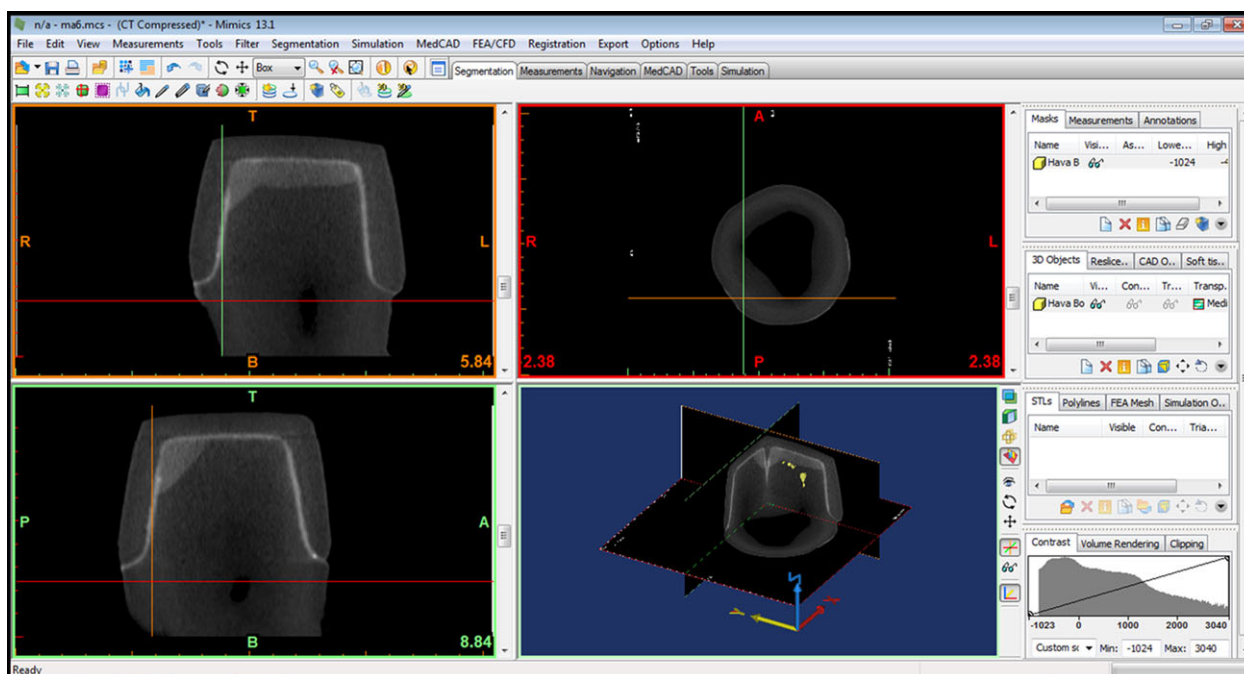 n/a - ma6.mcs - (CT Compressed)* - Mimics 13.1
File Edit View Measurements Tools Filter Segmentation Simulation MedCAD FEA/CFD Registration Export Options Help
Box Segmentation Measurements Navigation MedCAD Tools Simulation
T
R L
B 5.84
A
R L
2.38 P 2.38
T
P A
B 8.84
Z
Y X
Masks Measurements Annotations
Name Visi... As... Lowe... High
Hava B -1024
3D Objects Reslice.. CAD O... Soft tis...
Name Vi... Con... Tr... Transp.
Hava Bo Medi
STLs Polylines FEA Mesh Simulation O..
Name Visible Con... Tria...
Contrast Volume Rendering Clipping
-1023 0 1000 2000 3040
Custom sc Min: -1024 Max: 3040
Ready